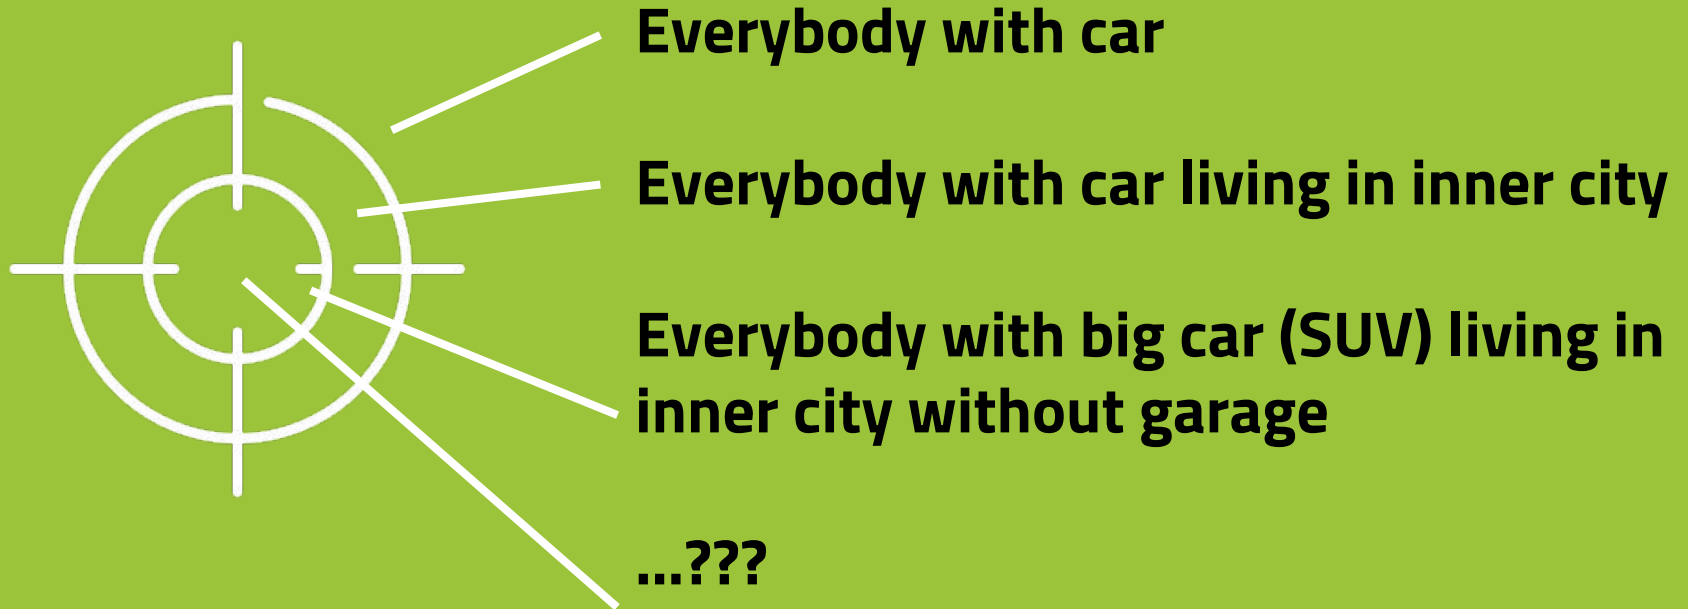 Everybody with car
Everybody with car living in inner city
Everybody with big car (SUV) living in
inner city without garage
...???